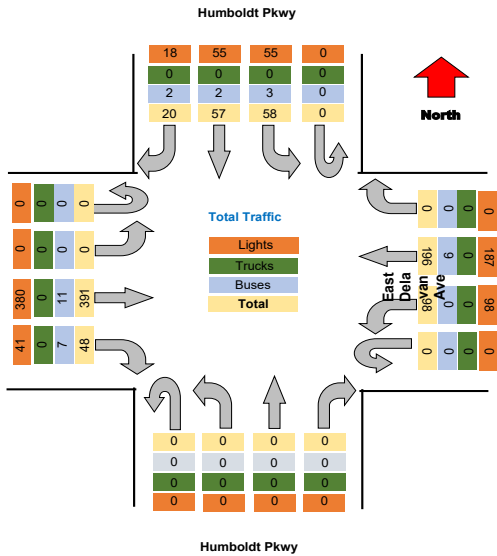 Humboldt Pkwy
18 55 55 0
0 0 0 0
2 2 3 0
20 57 58 0
North
0 0 0 0
0 0 0 0
380 0 11 391
41 0 7 48
Total Traffic
Lights
Trucks
Buses
Total
0 0 0 0
196 9 0 187
98 0 0 98
0 0 0 0
East
Dela
van
Ave
0 0 0 0
0 0 0 0
0 0 0 0
0 0 0 0
Humboldt Pkwy